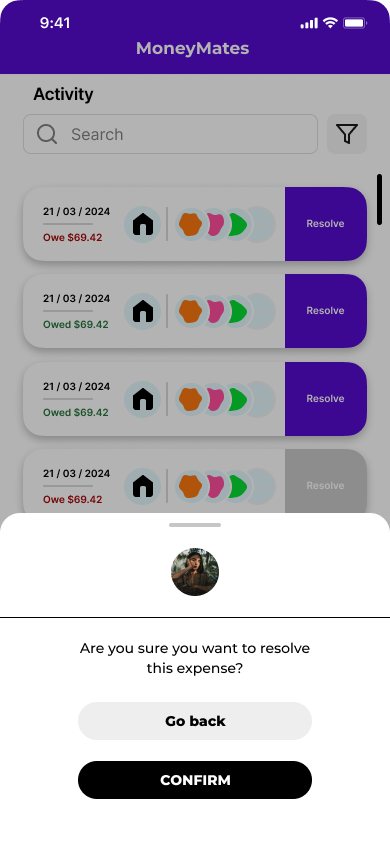 9:41
MoneyMates
Activity
Search
21 / 03 / 2024
Owe $69.42
Resolve
21 / 03 / 2024
Owed $69.42
Resolve
21 / 03 / 2024
Owed $69.42
Resolve
21 / 03 / 2024
Owe $69.42
Resolve
Are you sure you want to resolve
this expense?
Go back
CONFIRM